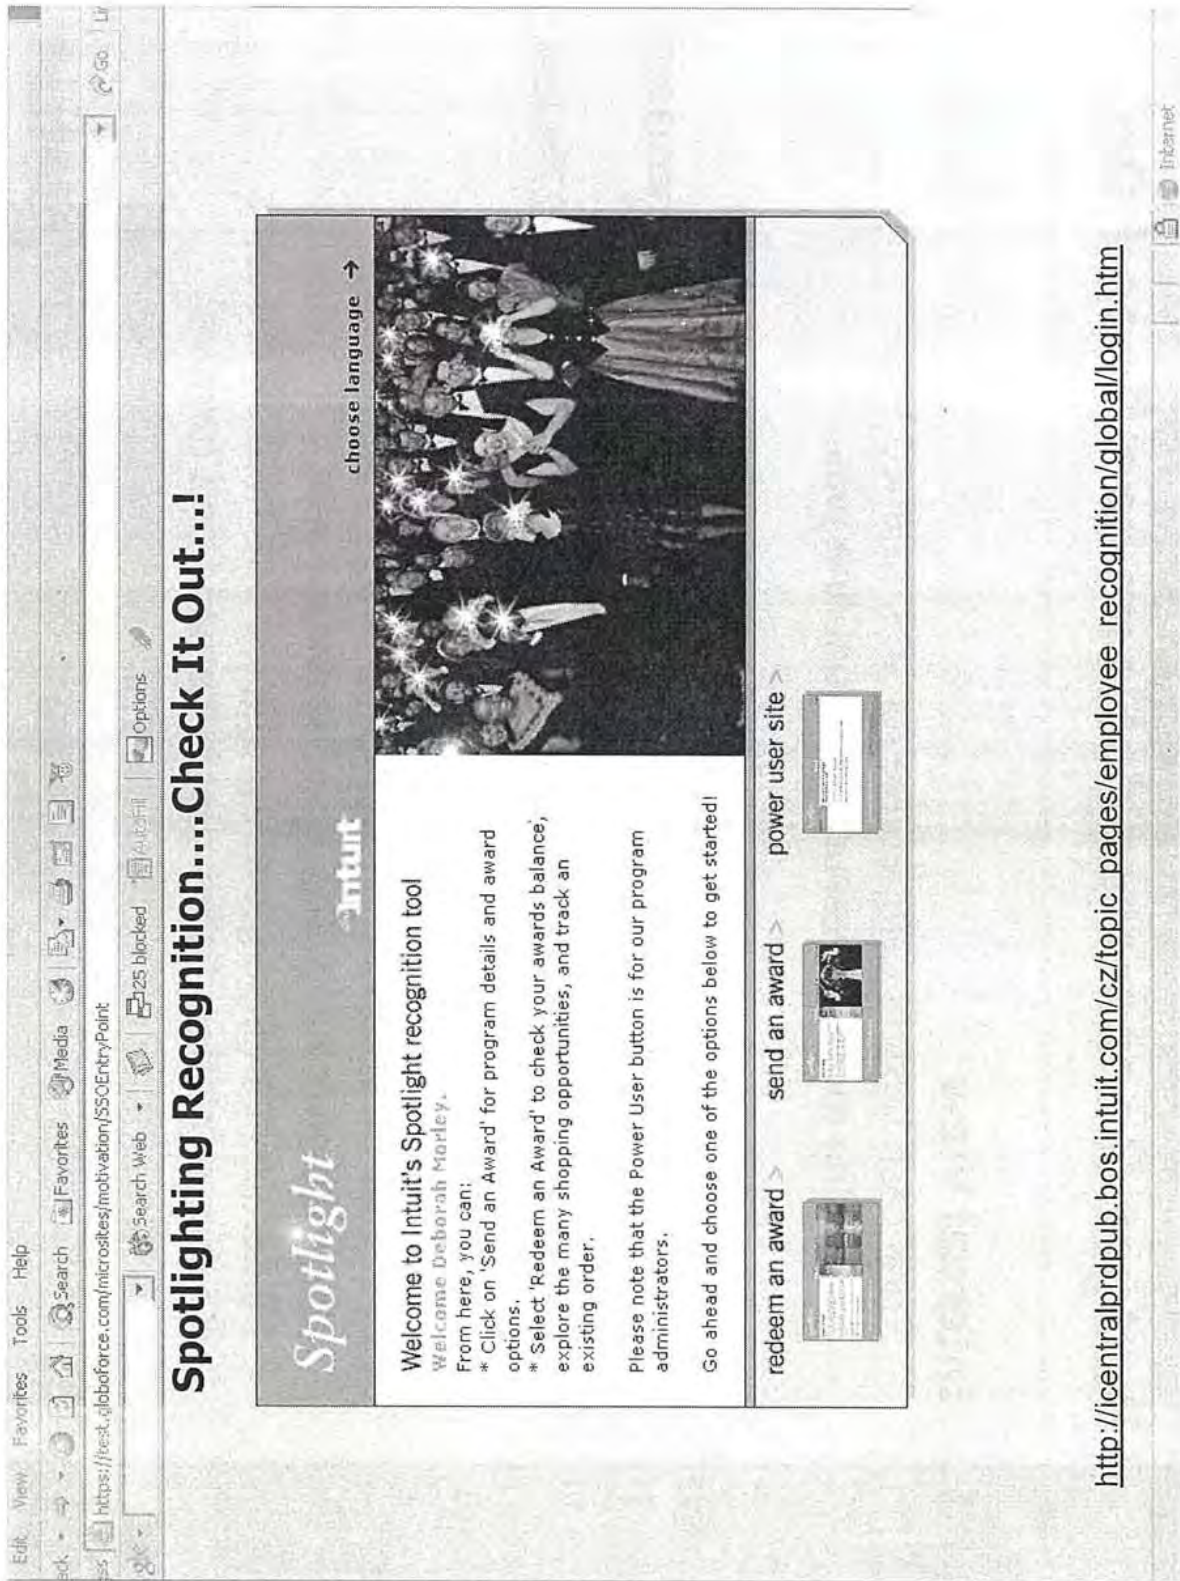 Edit View Favorites Tools Help
ack Search Favorites Media
ess https://test.globoforce.com/microsites/motivation/SSOEntryPoint Go Lir
Search Web 25 blocked AutoFill Options
Spotlighting Recognition....Check It Out...!
Spotlight
Intuit
choose language →
Welcome to Intuit's Spotlight recognition tool
Welcome Deborah Morley.
From here, you can:
* Click on 'Send an Award' for program details and award
options.
* Select 'Redeem an Award' to check your awards balance,
explore the many shopping opportunities, and track an
existing order.
Please note that the Power User button is for our program
administrators.
Go ahead and choose one of the options below to get started!
redeem an award > send an award > power user site >
http://icentralprdpub.bos.intuit.com/cz/topic_pages/employee_recognition/global/login.htm
Internet